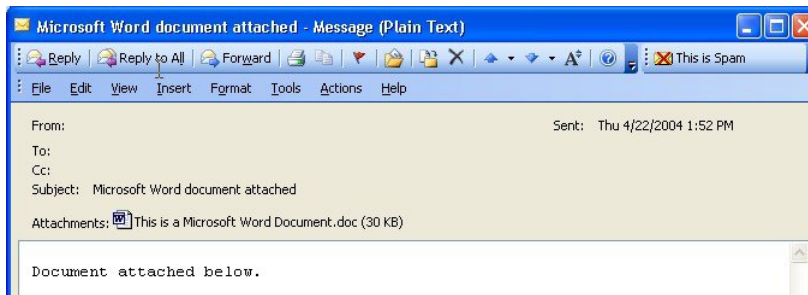 Microsoft Word document attached - Message (Plain Text)
Reply Reply to All Forward A This is Spam
File Edit View Insert Format Tools Actions Help
From: Sent: Thu 4/22/2004 1:52 PM
To:
Cc:
Subject: Microsoft Word document attached
Attachments: This is a Microsoft Word Document.doc (30 KB)
Document attached below.